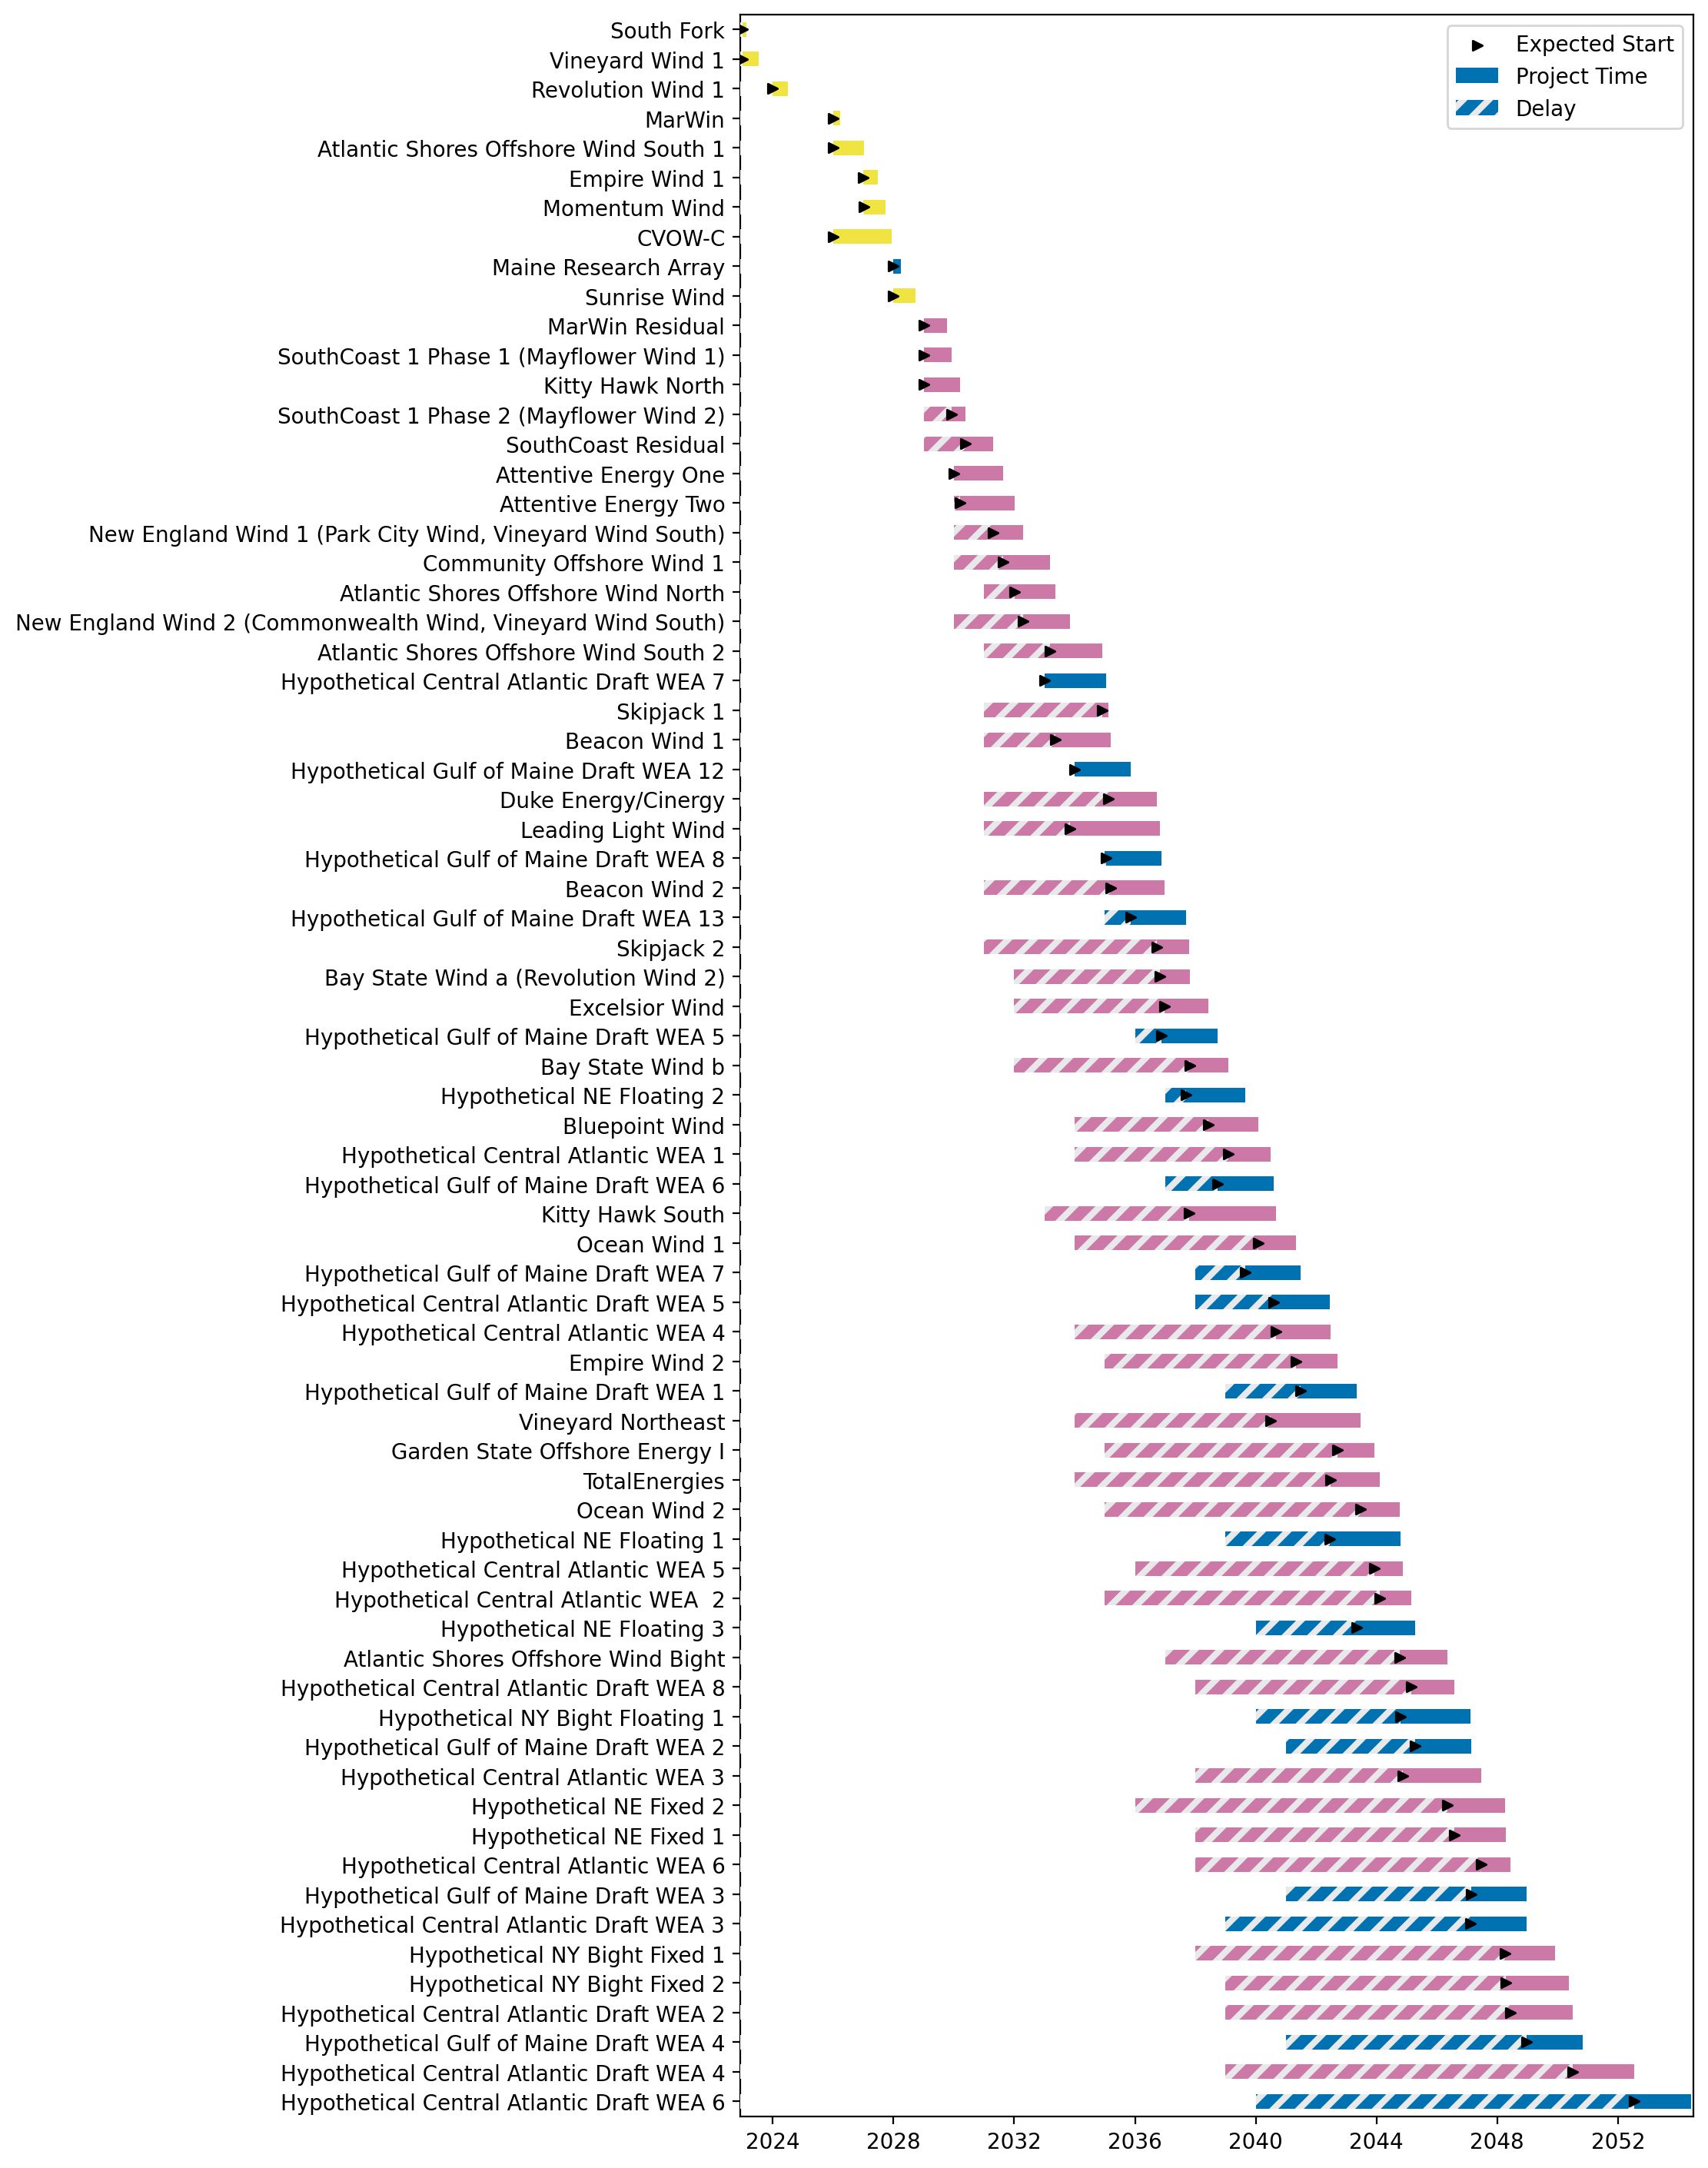 South Fork
Vineyard Wind 1
Revolution Wind 1
MarWin
Atlantic Shores Offshore Wind South 1
Empire Wind 1
Momentum Wind
CVOW-C
Maine Research Array
Sunrise Wind
MarWin Residual
SouthCoast 1 Phase 1 (Mayflower Wind 1)
Kitty Hawk North
SouthCoast 1 Phase 2 (Mayflower Wind 2)
SouthCoast Residual
Attentive Energy One
Attentive Energy Two
New England Wind 1 (Park City Wind, Vineyard Wind South)
Community Offshore Wind 1
Atlantic Shores Offshore Wind North
New England Wind 2 (Commonwealth Wind, Vineyard Wind South)
Atlantic Shores Offshore Wind South 2
Hypothetical Central Atlantic Draft WEA 7
Skipjack 1
Beacon Wind 1
Hypothetical Gulf of Maine Draft WEA 12
Duke Energy/Cinergy
Leading Light Wind
Hypothetical Gulf of Maine Draft WEA 8
Beacon Wind 2
Hypothetical Gulf of Maine Draft WEA 13
Skipjack 2
Bay State Wind a (Revolution Wind 2)
Excelsior Wind
Hypothetical Gulf of Maine Draft WEA 5
Bay State Wind b
Hypothetical NE Floating 2
Bluepoint Wind
Hypothetical Central Atlantic WEA 1
Hypothetical Gulf of Maine Draft WEA 6
Kitty Hawk South
Ocean Wind 1
Hypothetical Gulf of Maine Draft WEA 7
Hypothetical Central Atlantic Draft WEA 5
Hypothetical Central Atlantic WEA 4
Empire Wind 2
Hypothetical Gulf of Maine Draft WEA 1
Vineyard Northeast
Garden State Offshore Energy I
TotalEnergies
Ocean Wind 2
Hypothetical NE Floating 1
Hypothetical Central Atlantic WEA 5
Hypothetical Central Atlantic WEA  2
Hypothetical NE Floating 3
Atlantic Shores Offshore Wind Bight
Hypothetical Central Atlantic Draft WEA 8
Hypothetical NY Bight Floating 1
Hypothetical Gulf of Maine Draft WEA 2
Hypothetical Central Atlantic WEA 3
Hypothetical NE Fixed 2
Hypothetical NE Fixed 1
Hypothetical Central Atlantic WEA 6
Hypothetical Gulf of Maine Draft WEA 3
Hypothetical Central Atlantic Draft WEA 3
Hypothetical NY Bight Fixed 1
Hypothetical NY Bight Fixed 2
Hypothetical Central Atlantic Draft WEA 2
Hypothetical Gulf of Maine Draft WEA 4
Hypothetical Central Atlantic Draft WEA 4
Hypothetical Central Atlantic Draft WEA 6
Expected Start
Project Time
Delay
2024 2028 2032 2036 2040 2044 2048 2052